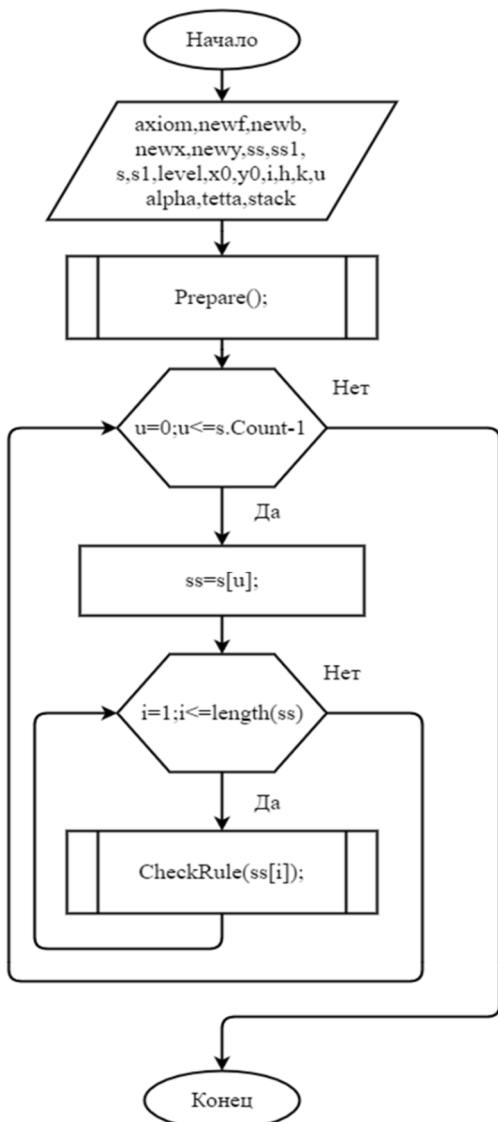 Начало
axiom,newf,newb,
newx,newy,ss,ss1,
s,s1,level,x0,y0,i,h,k,u
alpha,tetta,stack
Prepare();
Нет
u=0;u<=s.Count-1
Да
ss=s[u];
Нет
i=1;i<=length(ss)
Да
CheckRule(ss[i]);
Конец